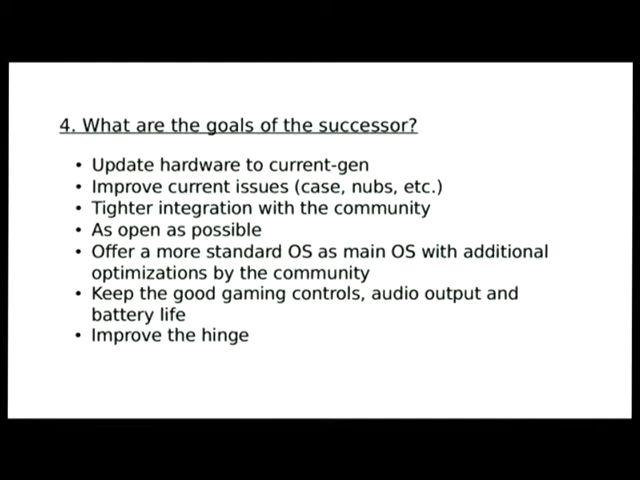 4. What are the goals of the successor?
• Update hardware to current-gen
• Improve current issues (case, nubs, etc.)
• Tighter integration with the community
• As open as possible
• Offer a more standard OS as main OS with additional
optimizations by the community
• Keep the good gaming controls, audio output and
battery life
• Improve the hinge